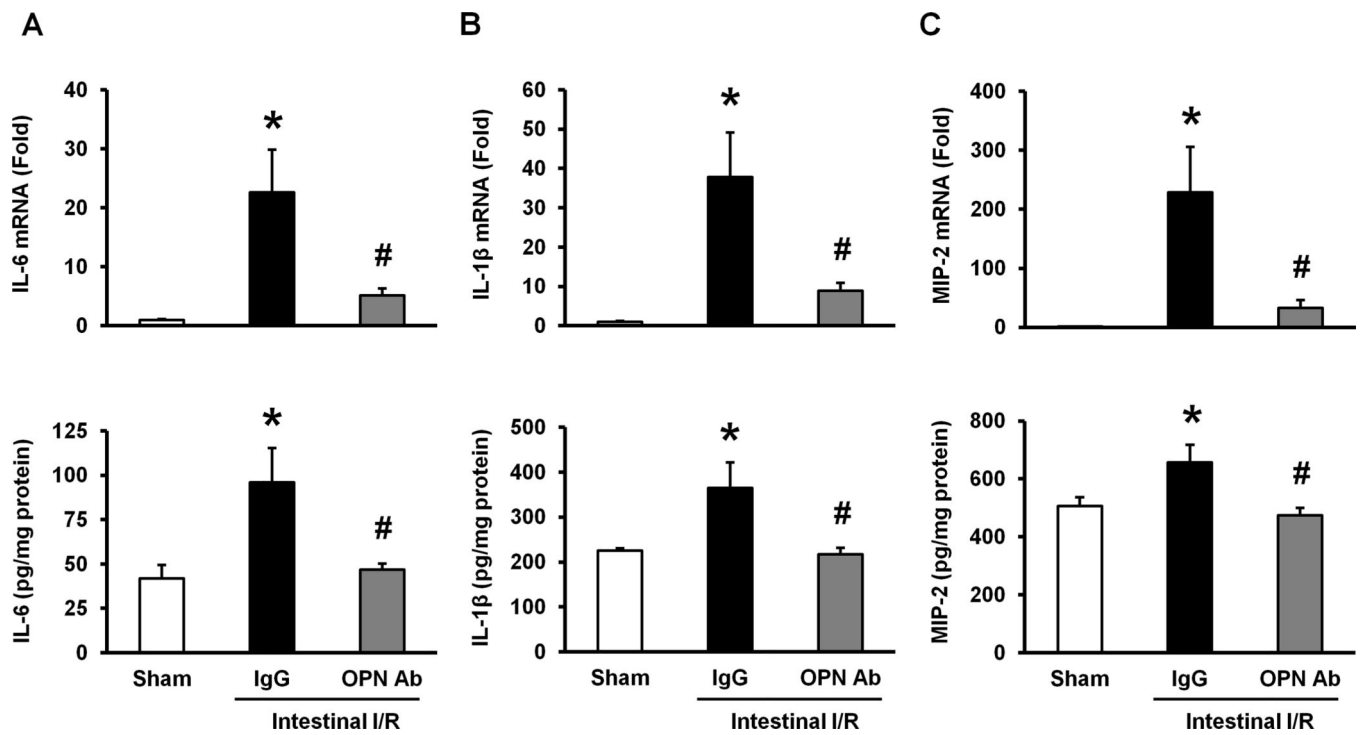 A
B
C
IL-6 mRNA (Fold)
40
30
20
10
0
*
#
IL-1β mRNA (Fold)
60
50
40
30
20
10
0
*
#
MIP-2 mRNA (Fold)
400
300
200
100
0
*
#
IL-6 (pg/mg protein)
125
100
75
50
25
0
*
#
Sham
IgG
OPN Ab
Intestinal I/R
IL-1β (pg/mg protein)
500
400
300
200
100
0
*
#
Sham
IgG
OPN Ab
Intestinal I/R
MIP-2 (pg/mg protein)
800
600
400
200
0
*
#
Sham
IgG
OPN Ab
Intestinal I/R